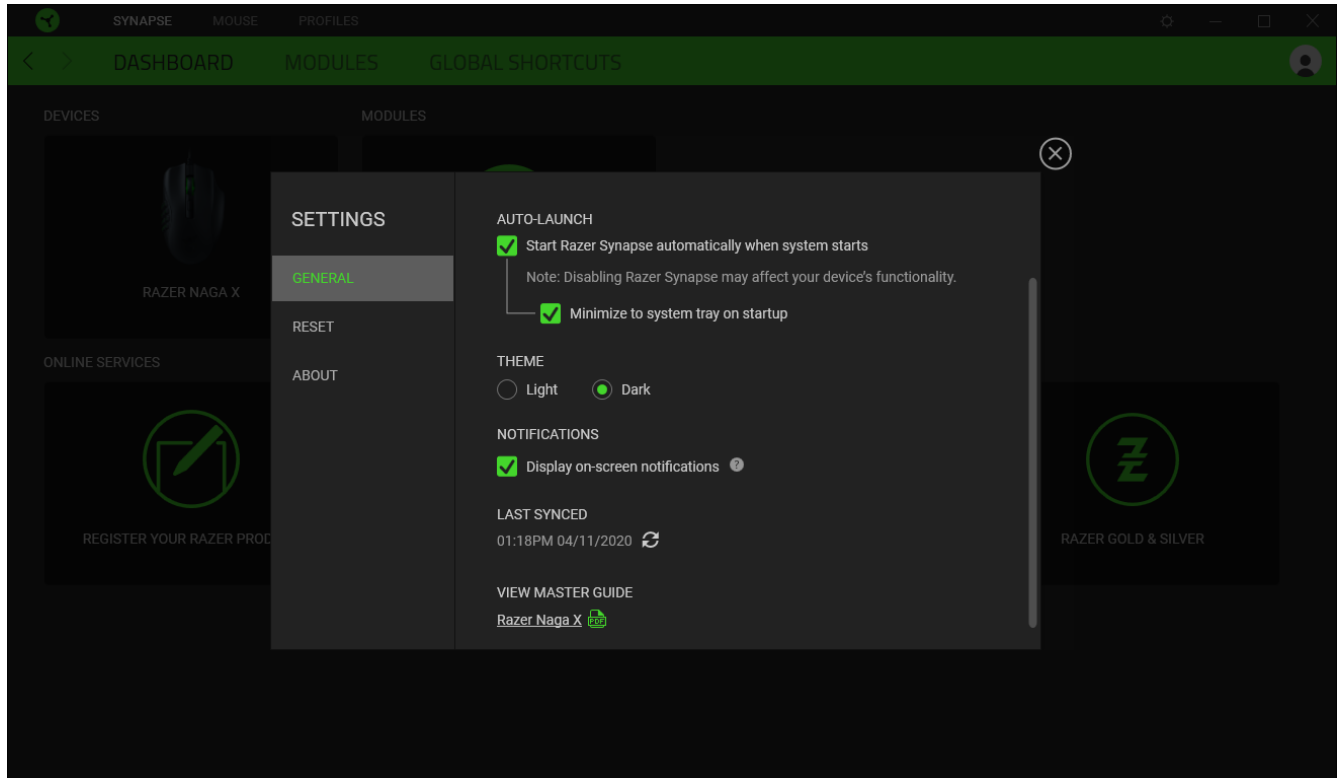 SYNAPSE MOUSE PROFILES
DASHBOARD MODULES GLOBAL SHORTCUTS
DEVICES MODULES
RAZER NAGA X
ONLINE SERVICES
REGISTER YOUR RAZER PROD
RAZER GOLD & SILVER
SETTINGS
GENERAL
RESET
ABOUT
AUTO-LAUNCH
Start Razer Synapse automatically when system starts
Note: Disabling Razer Synapse may affect your device's functionality.
Minimize to system tray on startup
THEME
Light Dark
NOTIFICATIONS
Display on-screen notifications ?
LAST SYNCED
01:18PM 04/11/2020
VIEW MASTER GUIDE
Razer Naga X PDF